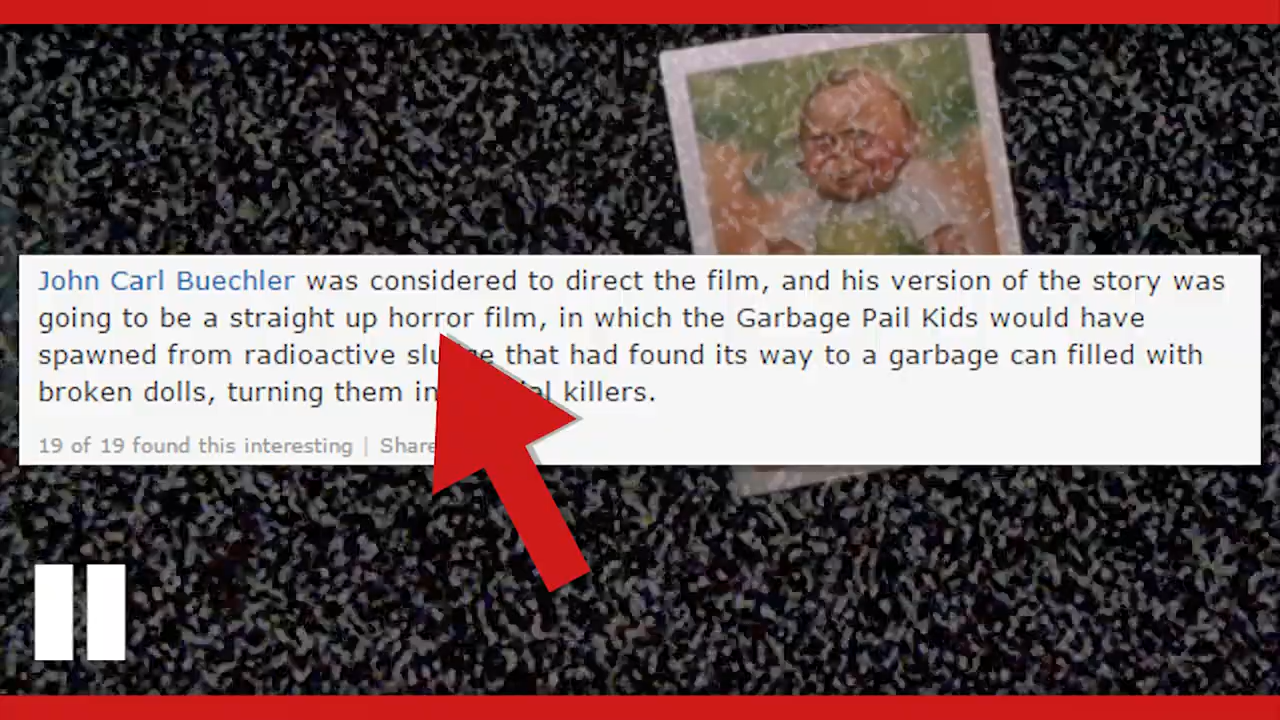 John Carl Buechler was considered to direct the film, and his version of the story was
going to be a straight up horror film, in which the Garbage Pail Kids would have
spawned from radioactive that had found its way to a garbage can filled with
broken dolls, turning them killers.
19 of 19 found this interesting | Share